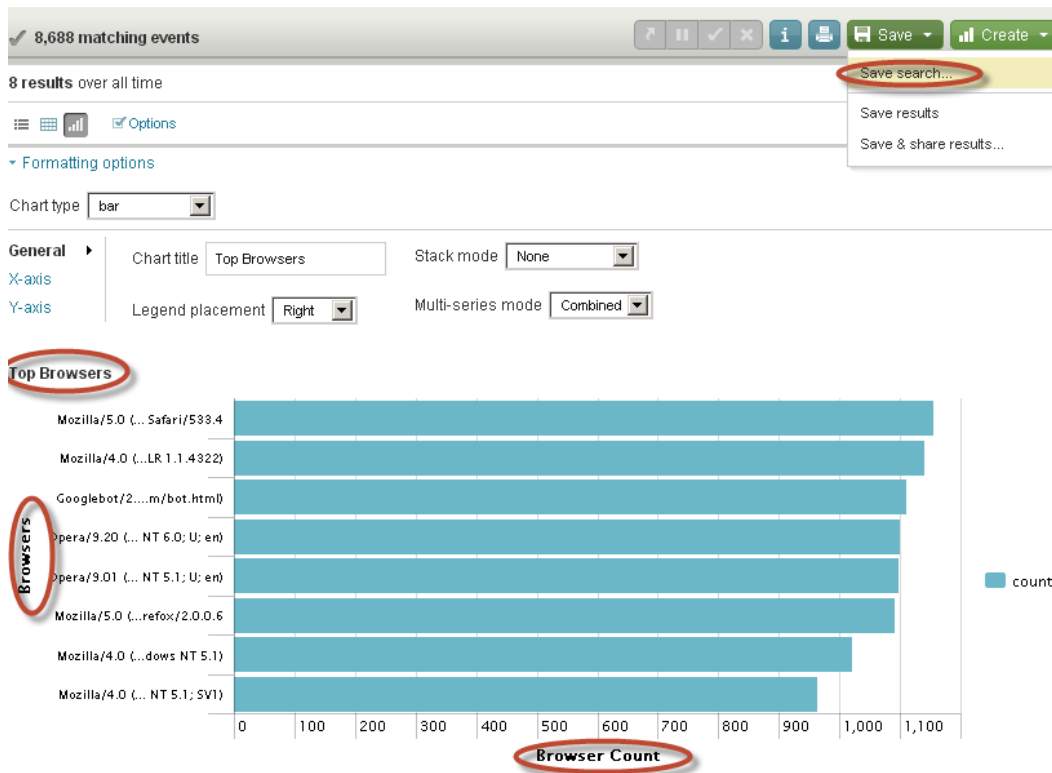 8,688 matching events
i
Save
Create
Save search...
8 results over all time
Save results
Options
Save & share results...
Formatting options
Chart type bar
General
Chart title Top Browsers
Stack mode None
X-axis
Y-axis
Legend placement Right
Multi-series mode Combined
Top Browsers
Mozilla/5.0 (... Safari/533.4
Mozilla/4.0 (...LR 1.1.4322)
Googlebot/2....m/bot.html)
Opera/9.20 (... NT 6.0; U; en)
Opera/9.01 (... NT 5.1; U; en)
Mozilla/5.0 (...refox/2.0.0.6
Mozilla/4.0 (...dows NT 5.1)
Mozilla/4.0 (... NT 5.1; SV1)
Browsers
count
0 100 200 300 400 500 600 700 800 900 1,000 1,100
Browser Count